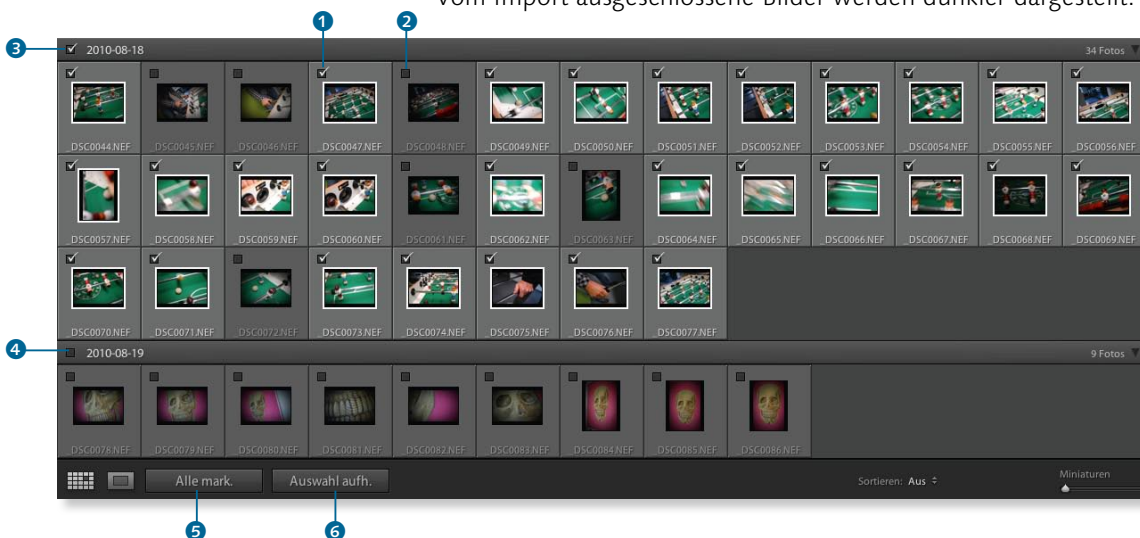 Vom Import ausgeschlossene Bilder werden dunkler dargestellt.
1 2
3 2010-08-18 34 Fotos
_DSC0044.NEF _DSC0045.NEF _DSC0046.NEF _DSC0047.NEF _DSC0048.NEF _DSC0049.NEF _DSC0050.NEF _DSC0051.NEF _DSC0052.NEF _DSC0053.NEF _DSC0054.NEF _DSC0055.NEF _DSC0056.NEF
_DSC0057.NEF _DSC0058.NEF _DSC0059.NEF _DSC0060.NEF _DSC0061.NEF _DSC0062.NEF _DSC0063.NEF _DSC0064.NEF _DSC0065.NEF _DSC0066.NEF _DSC0067.NEF _DSC0068.NEF _DSC0069.NEF
_DSC0070.NEF _DSC0071.NEF _DSC0072.NEF _DSC0073.NEF _DSC0074.NEF _DSC0075.NEF _DSC0076.NEF _DSC0077.NEF
4 2010-08-19 9 Fotos
_DSC0078.NEF _DSC0079.NEF _DSC0080.NEF _DSC0081.NEF _DSC0082.NEF _DSC0083.NEF _DSC0084.NEF _DSC0085.NEF _DSC0086.NEF
Alle mark. Auswahl aufh. Sortieren: Aus Miniaturen
5 6